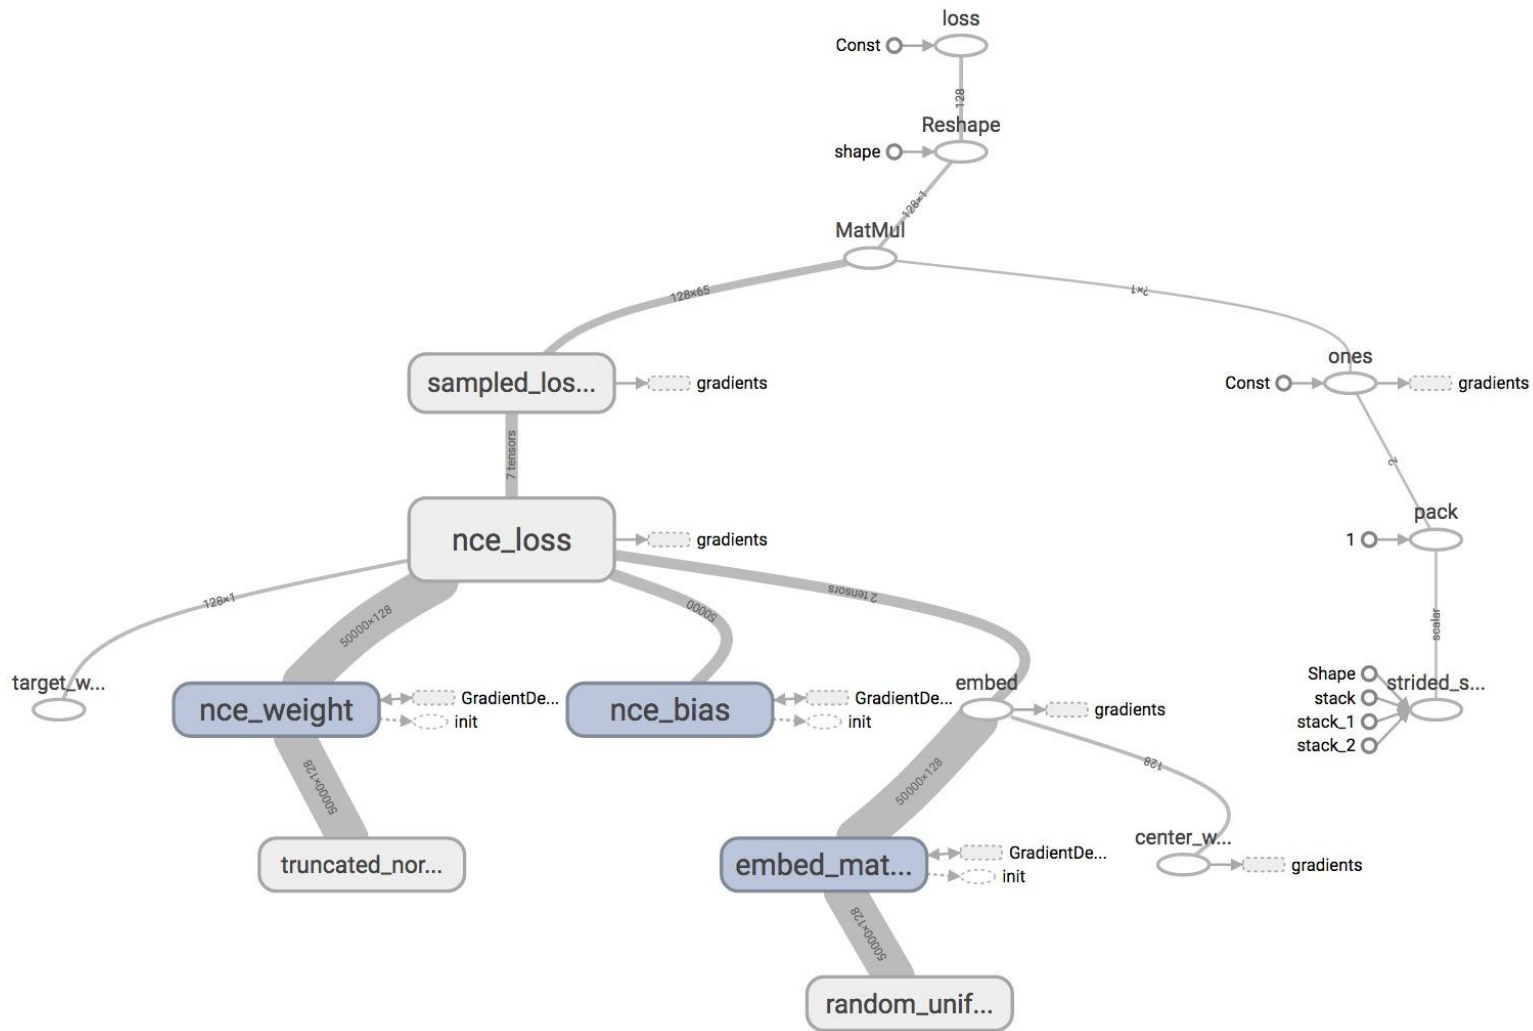 loss
Const
128
Reshape
shape
128×1
MatMul
128×65
?×1
ones
sampled_los...
gradients
Const
gradients
7 tensors
2
pack
nce_loss
gradients
1
2 tensors
128×1
50000×128
50000
scalar
Shape
target_w...
embed
strided_s...
nce_weight
GradientDe...
init
nce_bias
GradientDe...
init
stack
gradients
stack_1
stack_2
50000×128
50000×128
128
truncated_nor...
embed_mat...
GradientDe...
init
center_w...
gradients
50000×128
random_unif...